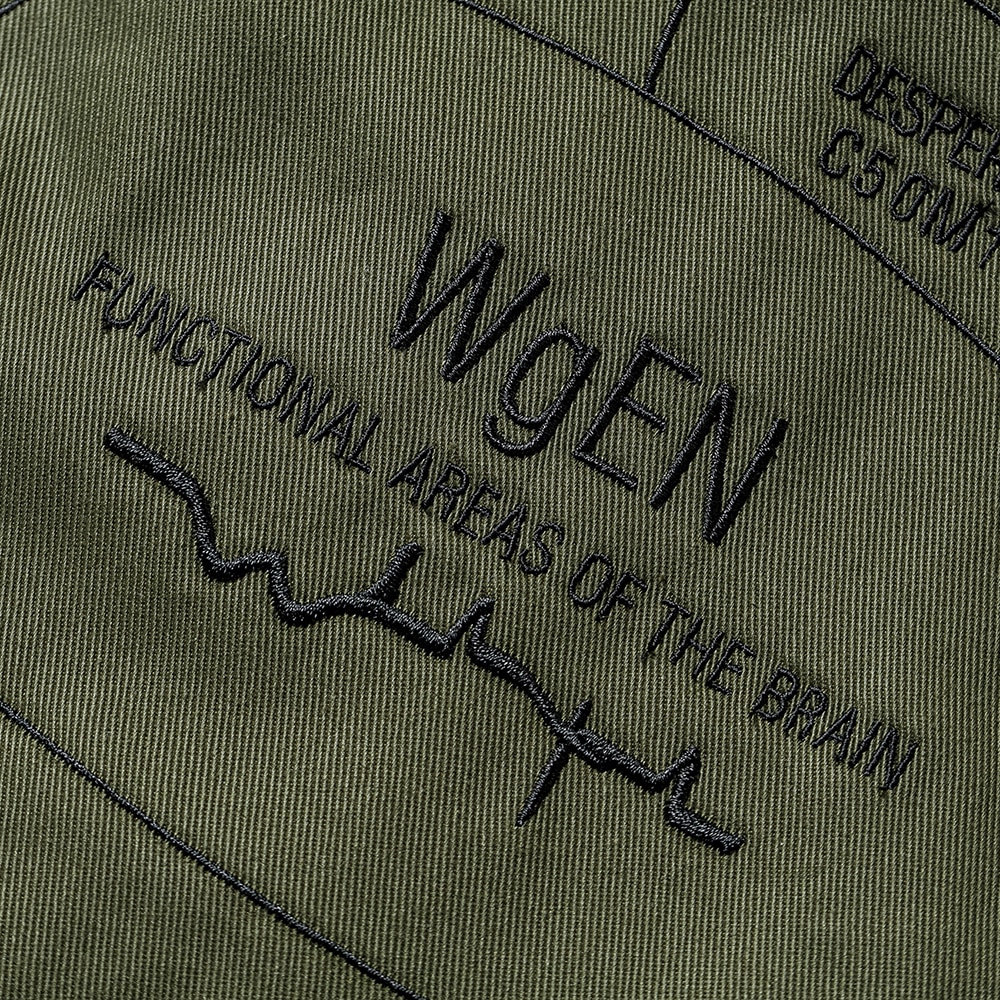 WgEN
FUNCTIONAL AREAS OF THE BRAIN